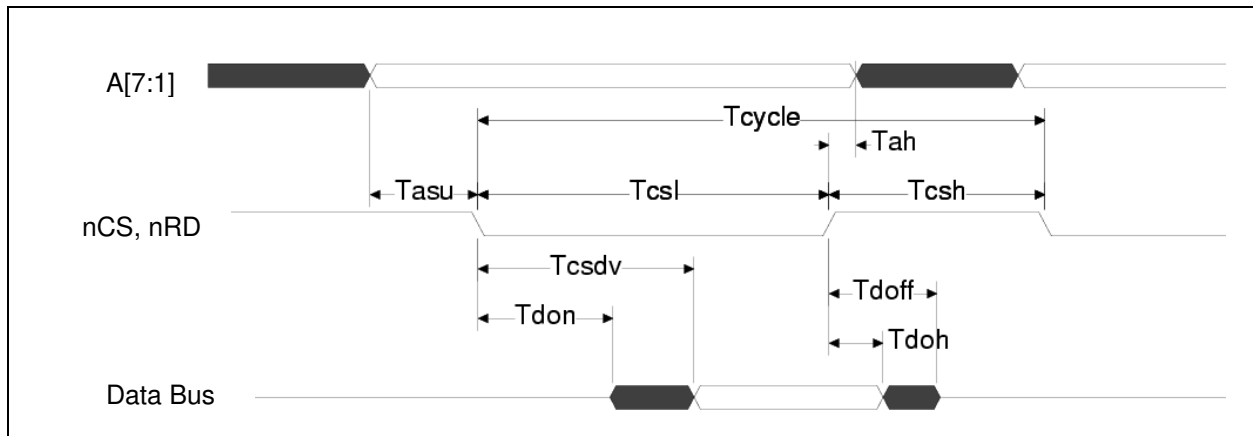 A[7:1]
Tcycle
Tah
Tasu
Tcsl
Tcsh
nCS, nRD
Tcsdv
Tdoff
Tdon
Tdoh
Data Bus